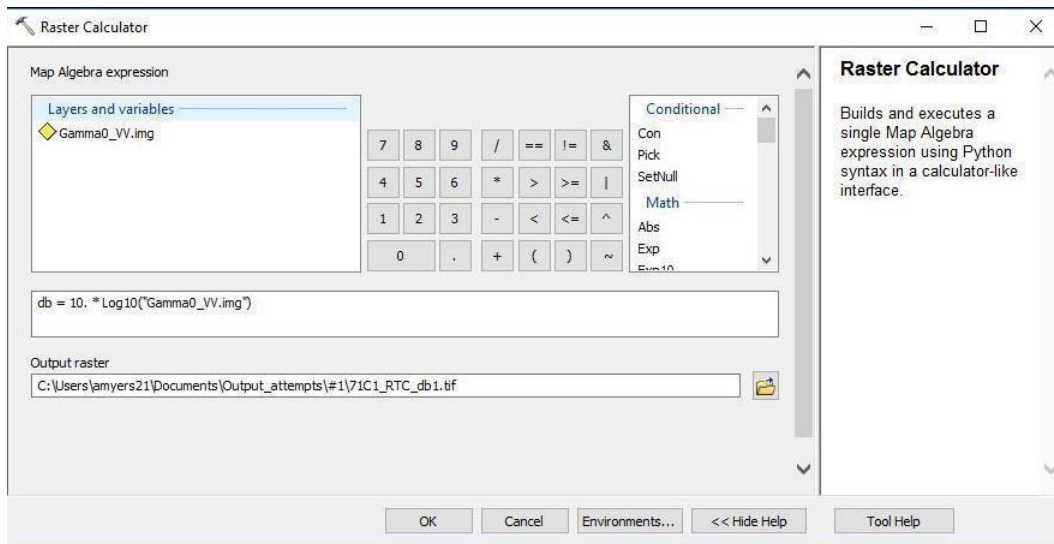 Raster Calculator
Map Algebra expression
Layers and variables
Gamma0_VV.img
7 8 9 / == != &
4 5 6 * > >= |
1 2 3 - < <= ^
0 . + ( ) ~
Conditional
Con
Pick
SetNull
Math
Abs
Exp
Exp10
db = 10. * Log10("Gamma0_VV.img")
Output raster
C:\Users\amyers21\Documents\Output_attempts\#1\71C1_RTC_db1.tif
OK
Cancel
Environments...
<< Hide Help
Tool Help
Raster Calculator
Builds and executes a
single Map Algebra
expression using Python
syntax in a calculator-like
interface.